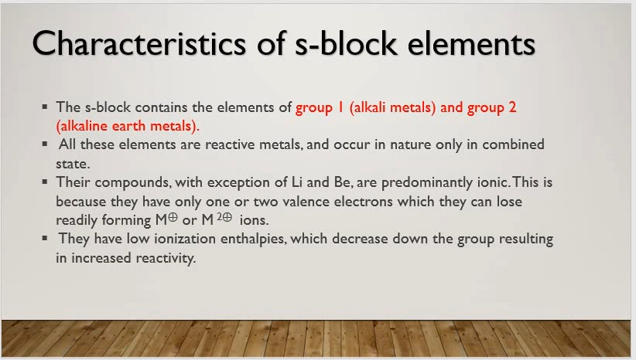 Characteristics of s-block elements
▪ The s-block contains the elements of group 1 (alkali metals) and group 2
(alkaline earth metals).
▪ All these elements are reactive metals, and occur in nature only in combined
state.
▪ Their compounds, with exception of Li and Be, are predominantly ionic. This is
because they have only one or two valence electrons which they can lose
readily forming M⊕ or M 2⊕ ions.
▪ They have low ionization enthalpies, which decrease down the group resulting
in increased reactivity.